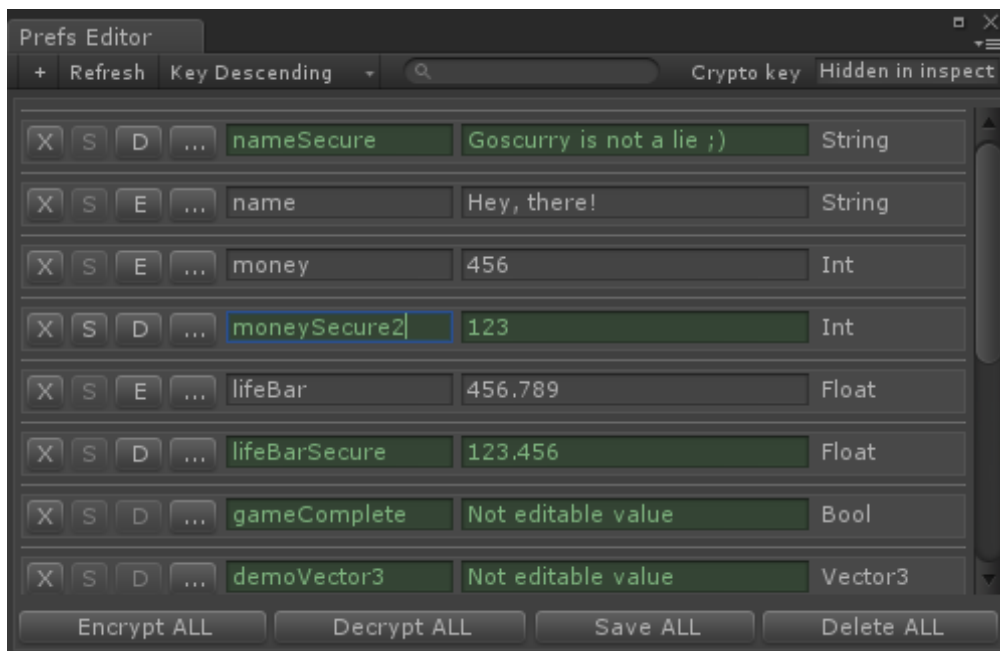 Prefs Editor
+ Refresh Key Descending Crypto key Hidden in inspect
X S D ... nameSecure Goscurry is not a lie ;) String
X S E ... name Hey, there! String
X S E ... money 456 Int
X S D ... moneySecure2 123 Int
X S E ... lifeBar 456.789 Float
X S D ... lifeBarSecure 123.456 Float
X S D ... gameComplete Not editable value Bool
X S D ... demoVector3 Not editable value Vector3
Encrypt ALL Decrypt ALL Save ALL Delete ALL